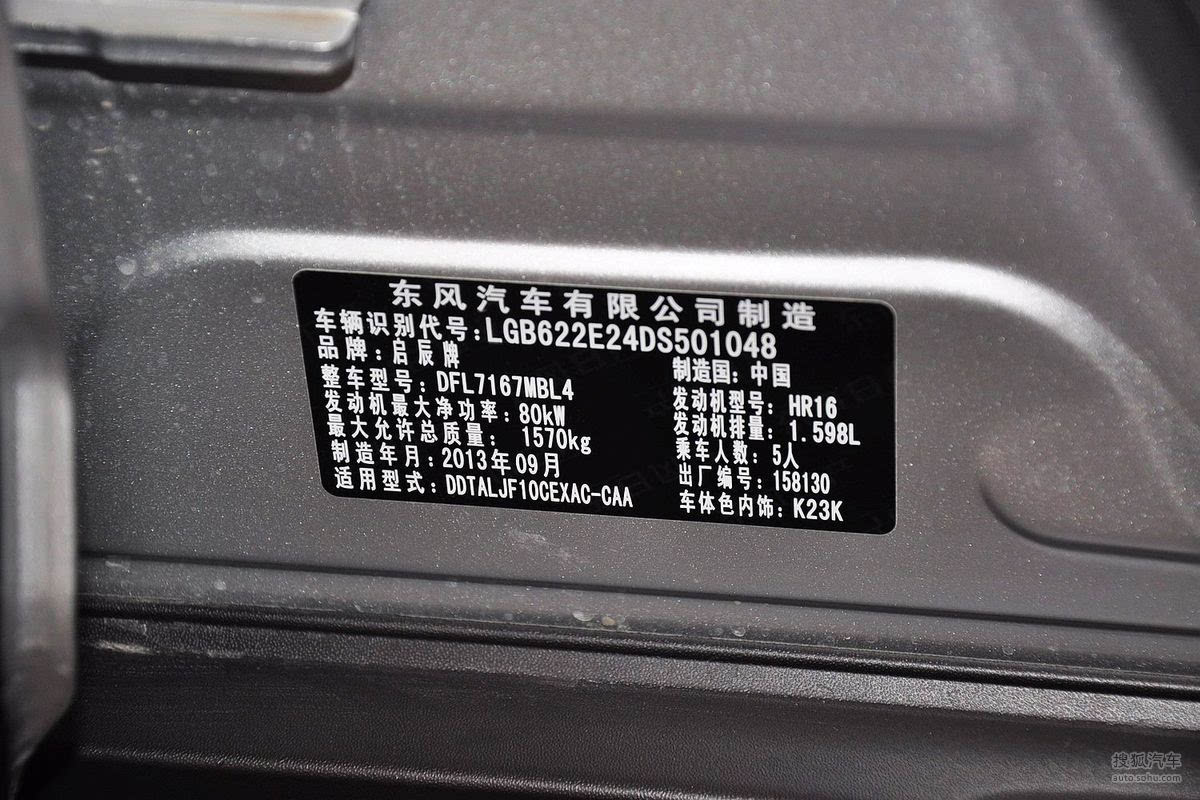 东风汽车有限公司制造
车辆识别代号:LGB622E24DS501048
品牌:启辰牌 制造国:中国
整车型号:DFL7167MBL4 发动机型号:HR16
发动机最大净功率:80kW 发动机排量:1.598L
最大允许总质量: 1570kg 乘车人数:5人
制造年月:2013年09月 出厂编号:158130
适用型式:DDTALJF10CEXAC-CAA 车体色内饰:K23K
搜狐汽车
auto.sohu.com